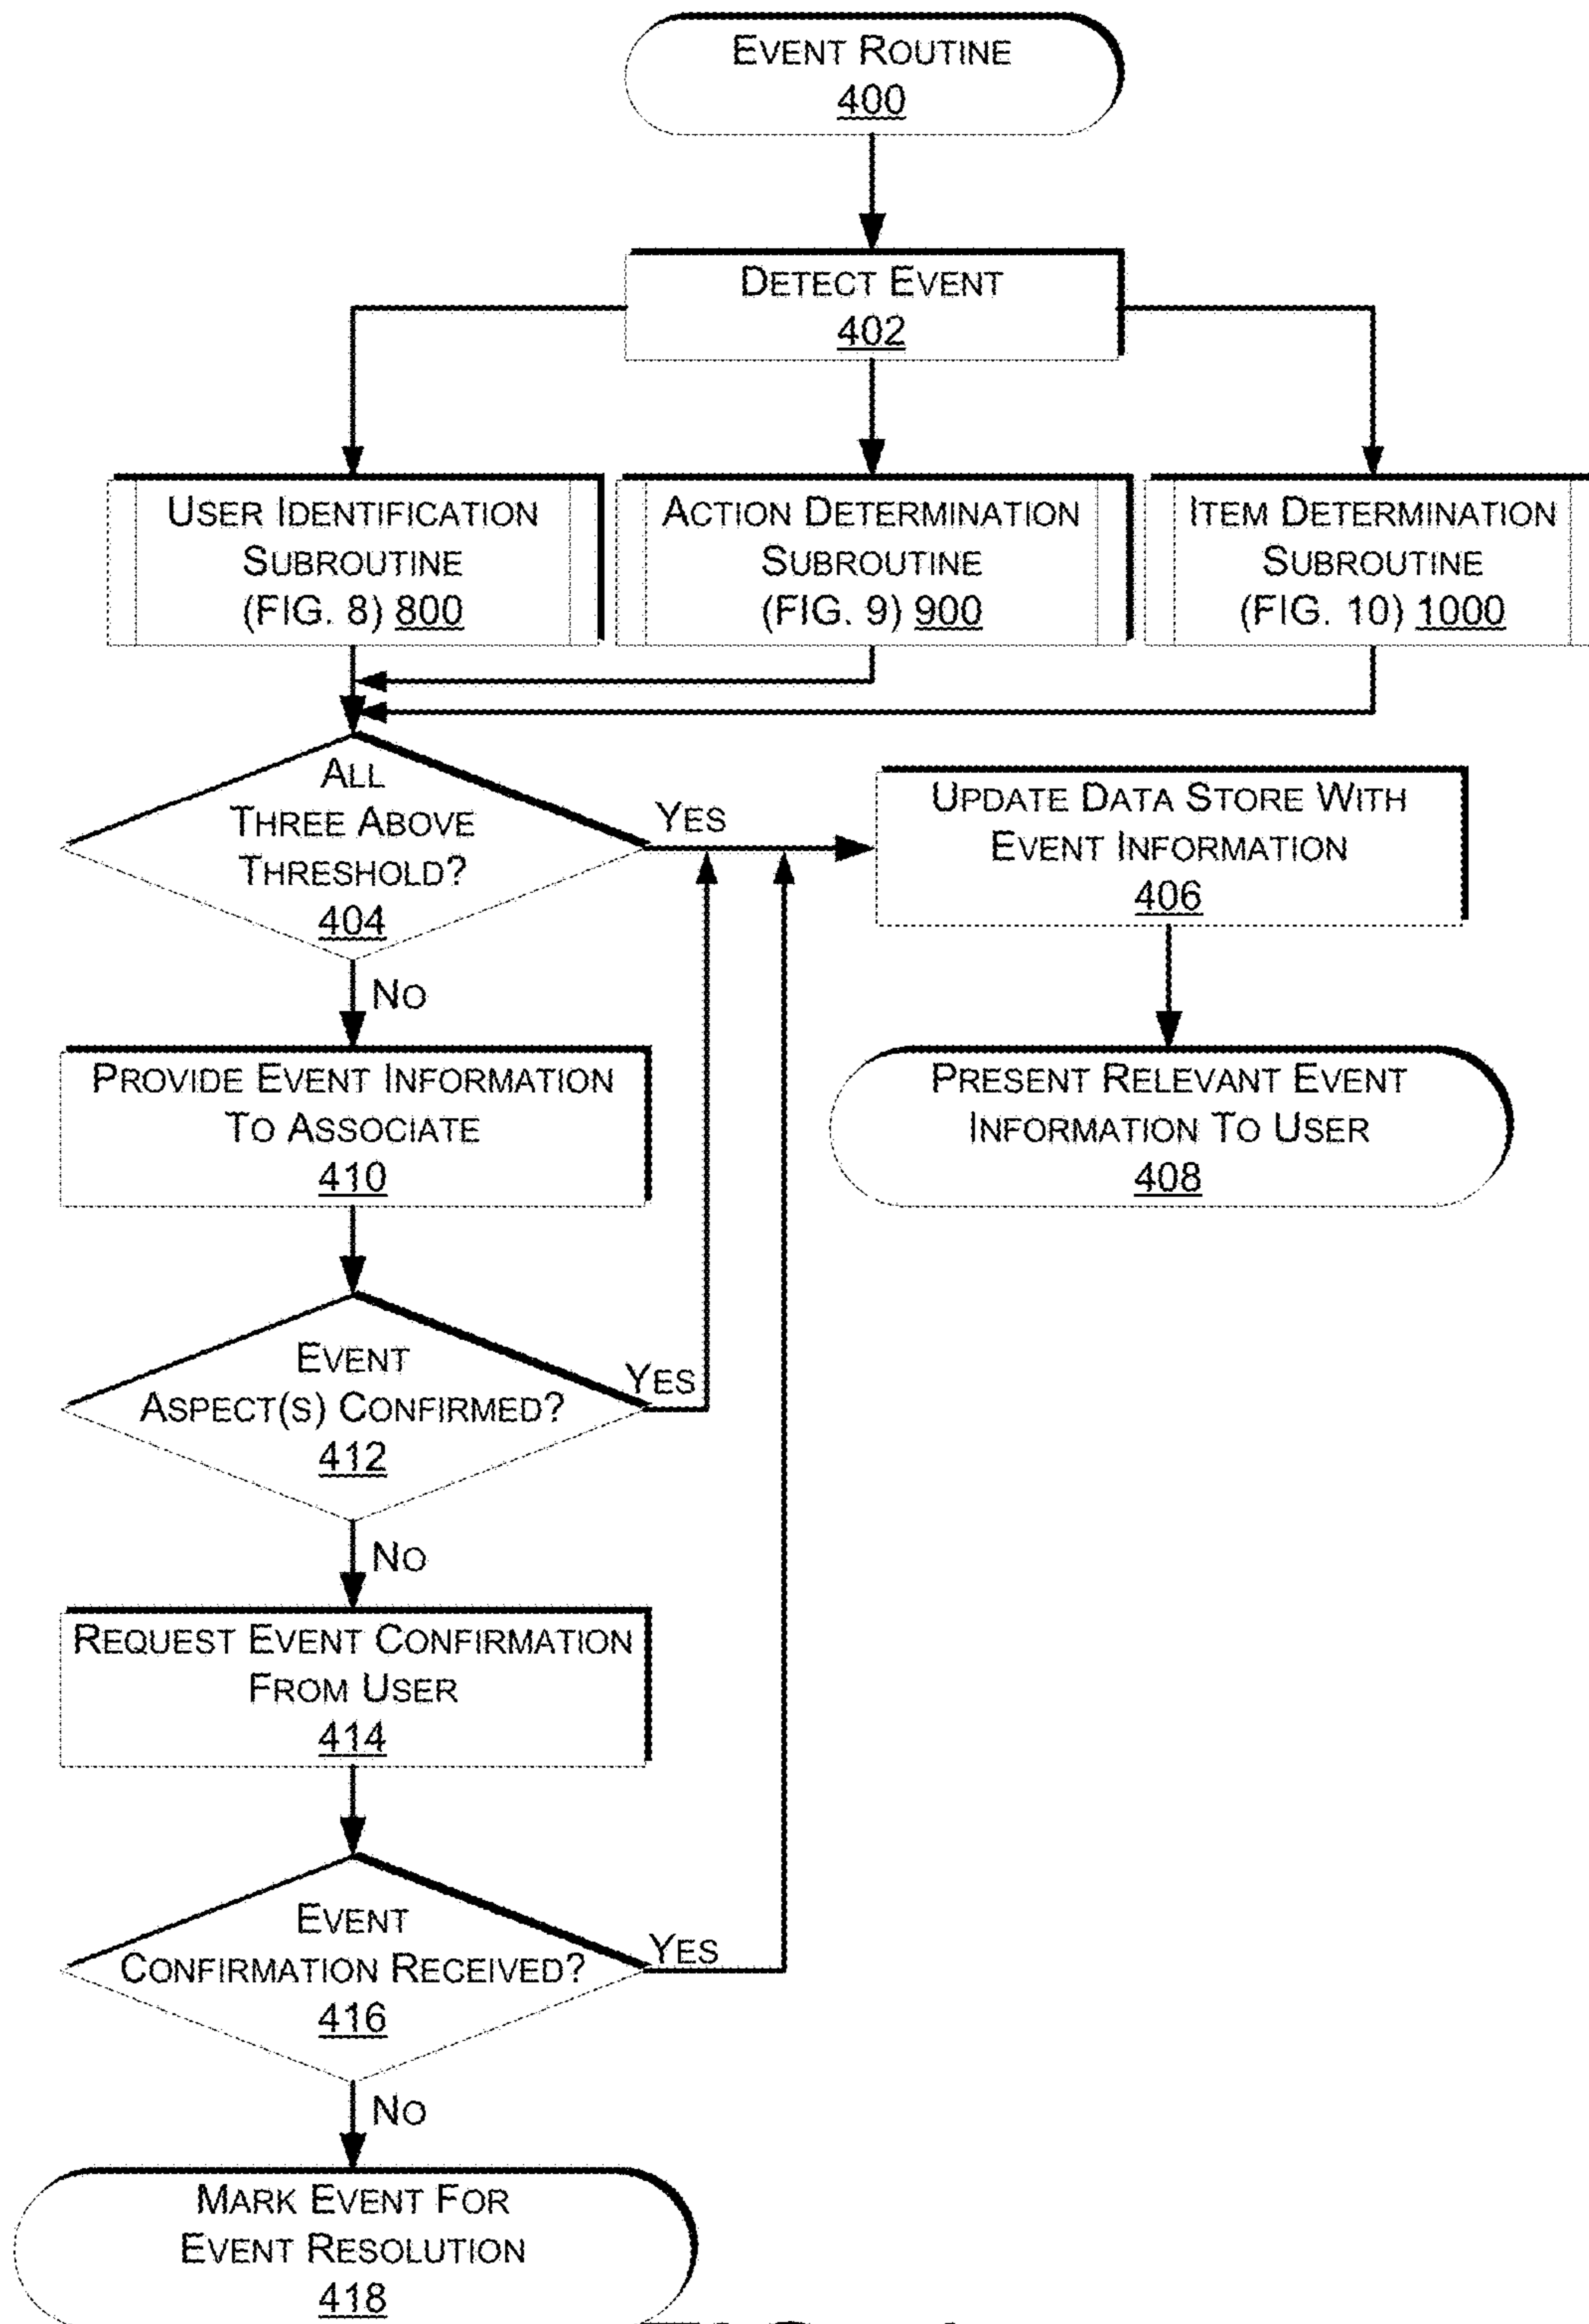 EVENT ROUTINE
400
DETECT EVENT
402
USER IDENTIFICATION
SUBROUTINE
(FIG. 8) 800
ACTION DETERMINATION
SUBROUTINE
(FIG. 9) 900
ITEM DETERMINATION
SUBROUTINE
(FIG. 10) 1000
ALL
THREE ABOVE
THRESHOLD?
404
YES
UPDATE DATA STORE WITH
EVENT INFORMATION
406
NO
PROVIDE EVENT INFORMATION
TO ASSOCIATE
410
PRESENT RELEVANT EVENT
INFORMATION TO USER
408
EVENT
ASPECT(S) CONFIRMED?
412
YES
NO
REQUEST EVENT CONFIRMATION
FROM USER
414
EVENT
CONFIRMATION RECEIVED?
416
YES
NO
MARK EVENT FOR
EVENT RESOLUTION
418